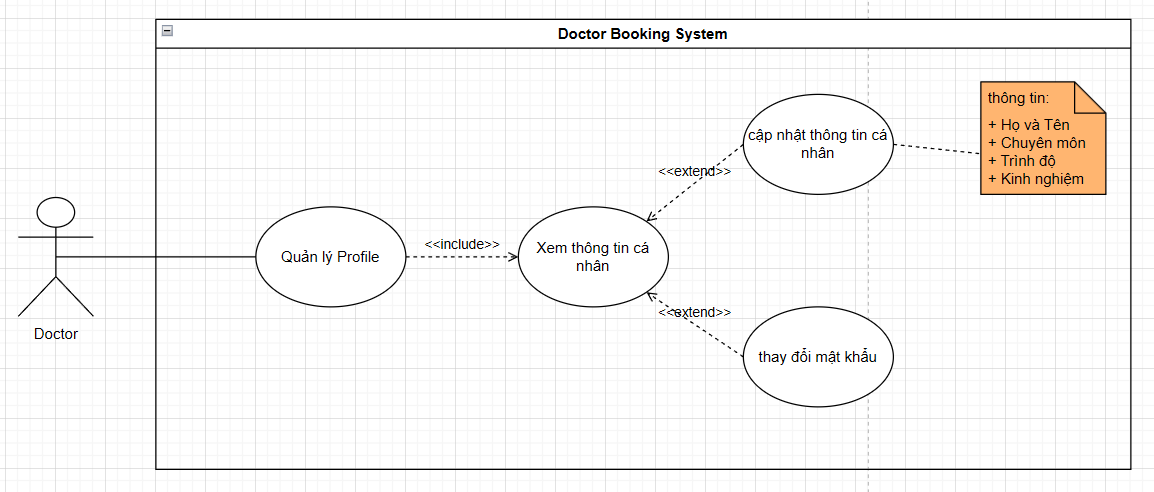 Doctor Booking System
thông tin:
+ Họ và Tên
+ Chuyên môn
+ Trình độ
+ Kinh nghiệm
cập nhật thông tin cá
nhân
<<extend>>
<<include>>
Quản lý Profile
Xem thông tin cá
nhân
<<extend>>
Doctor
thay đổi mật khẩu